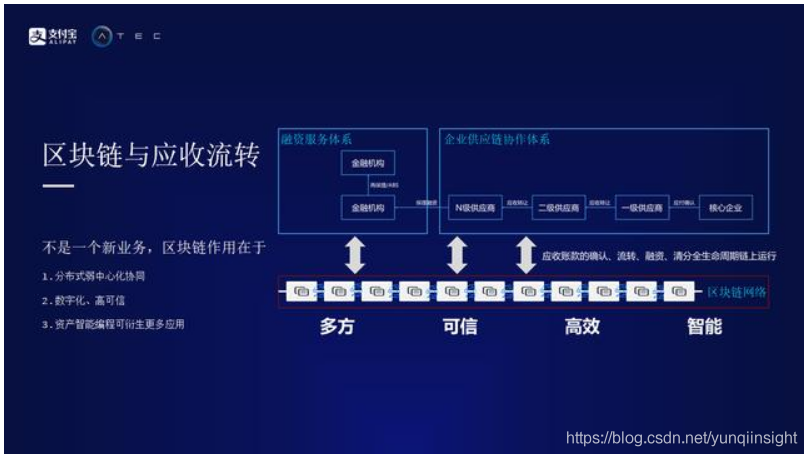 支付宝
ALIPAY
ATEC
区块链与应收流转
不是一个新业务，区块链作用在于
1.分布式弱中心化协同
2.数字化、高可信
3.资产智能编程可衍生更多应用
融资服务体系
金融机构
再保理/ABS
金融机构
保理融资
企业供应链协作体系
N级供应商
应收转让
二级供应商
应收转让
一级供应商
应付确认
核心企业
应收账款的确认、流转、融资、清分全生命周期链上运行
区块链网络
多方
可信
高效
智能
https://blog.csdn.net/yunqiinsight